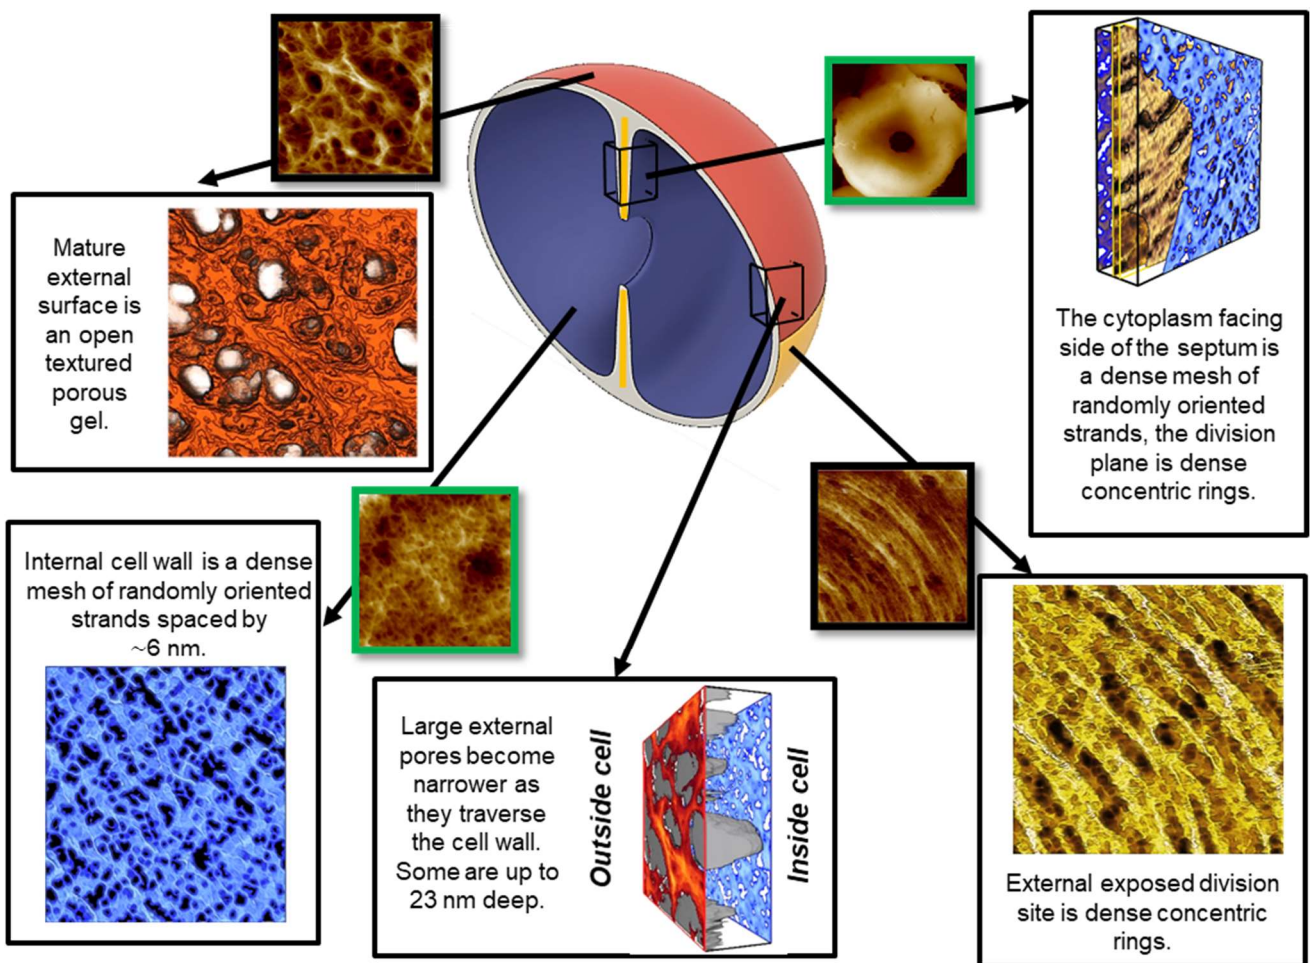 Mature
external
surface is
an open
textured
porous
gel.
The cytoplasm facing
side of the septum is
a dense mesh of
randomly oriented
strands, the division
plane is dense
concentric rings.
Internal cell wall is a dense
mesh of randomly oriented
strands spaced by
~6 nm.
Large external
pores become
narrower as
they traverse
the cell wall.
Some are up to
23 nm deep.
Outside cell
Inside cell
External exposed division
site is dense concentric
rings.